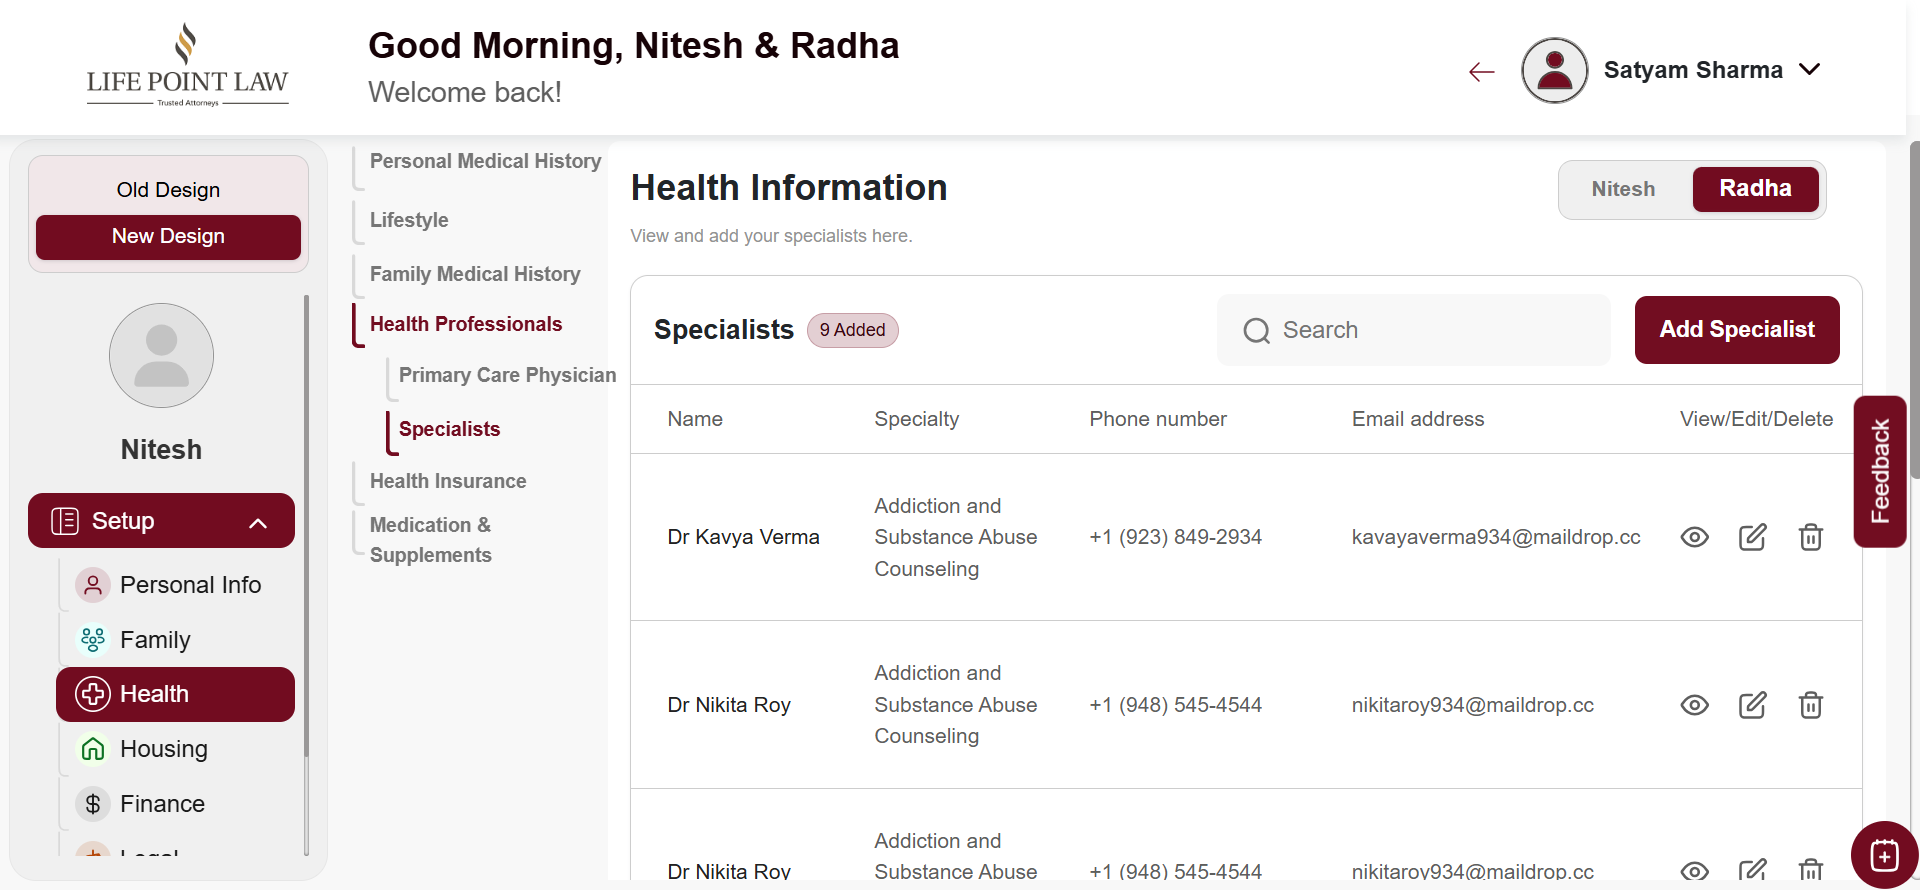 LIFE POINT LAW
Trusted Attorneys
Good Morning, Nitesh & Radha
Welcome back!
Satyam Sharma
Old Design
New Design
Nitesh
Setup
Personal Info
Family
Health
Housing
Finance
Legal
Personal Medical History
Lifestyle
Family Medical History
Health Professionals
Primary Care Physician
Specialists
Health Insurance
Medication &
Supplements
Health Information
View and add your specialists here.
Nitesh
Radha
Specialists
9 Added
Search
Add Specialist
Name
Specialty
Phone number
Email address
View/Edit/Delete
Dr Kavya Verma
Addiction and
Substance Abuse
Counseling
+1 (923) 849-2934
kavayaverma934@maildrop.cc
Dr Nikita Roy
Addiction and
Substance Abuse
Counseling
+1 (948) 545-4544
nikitaroy934@maildrop.cc
Dr Nikita Roy
Addiction and
Substance Abuse
+1 (948) 545-4544
nikitaroy934@maildrop.cc
Feedback